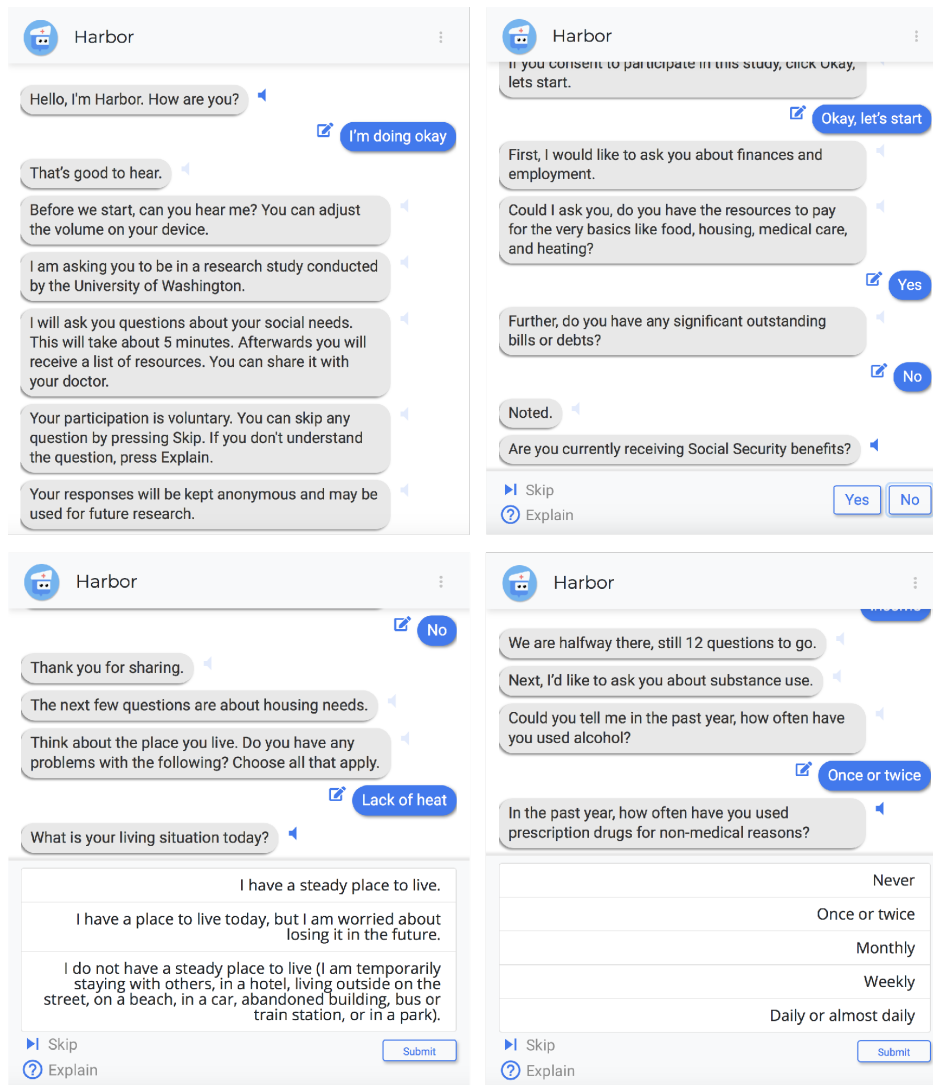 Harbor
Hello, I'm Harbor. How are you?
I'm doing okay
That's good to hear.
Before we start, can you hear me? You can adjust
the volume on your device.
I am asking you to be in a research study conducted
by the University of Washington.
I will ask you questions about your social needs.
This will take about 5 minutes. Afterwards you will
receive a list of resources. You can share it with
your doctor.
Your participation is voluntary. You can skip any
question by pressing Skip. If you don't understand
the question, press Explain.
Your responses will be kept anonymous and may be
used for future research.
Harbor
If you consent to participate in this study, click Okay,
lets start.
Okay, let's start
First, I would like to ask you about finances and
employment.
Could I ask you, do you have the resources to pay
for the very basics like food, housing, medical care,
and heating?
Yes
Further, do you have any significant outstanding
bills or debts?
No
Noted.
Are you currently receiving Social Security benefits?
Skip
Explain
Yes
No
Harbor
No
Thank you for sharing.
The next few questions are about housing needs.
Think about the place you live. Do you have any
problems with the following? Choose all that apply.
Lack of heat
What is your living situation today?
I have a steady place to live.
I have a place to live today, but I am worried about
losing it in the future.
I do not have a steady place to live (I am temporarily
staying with others, in a hotel, living outside on the
street, on a beach, in a car, abandoned building, bus or
train station, or in a park).
Skip
Explain
Submit
Harbor
We are halfway there, still 12 questions to go.
Next, I'd like to ask you about substance use.
Could you tell me in the past year, how often have
you used alcohol?
Once or twice
In the past year, how often have you used
prescription drugs for non-medical reasons?
Never
Once or twice
Monthly
Weekly
Daily or almost daily
Skip
Explain
Submit